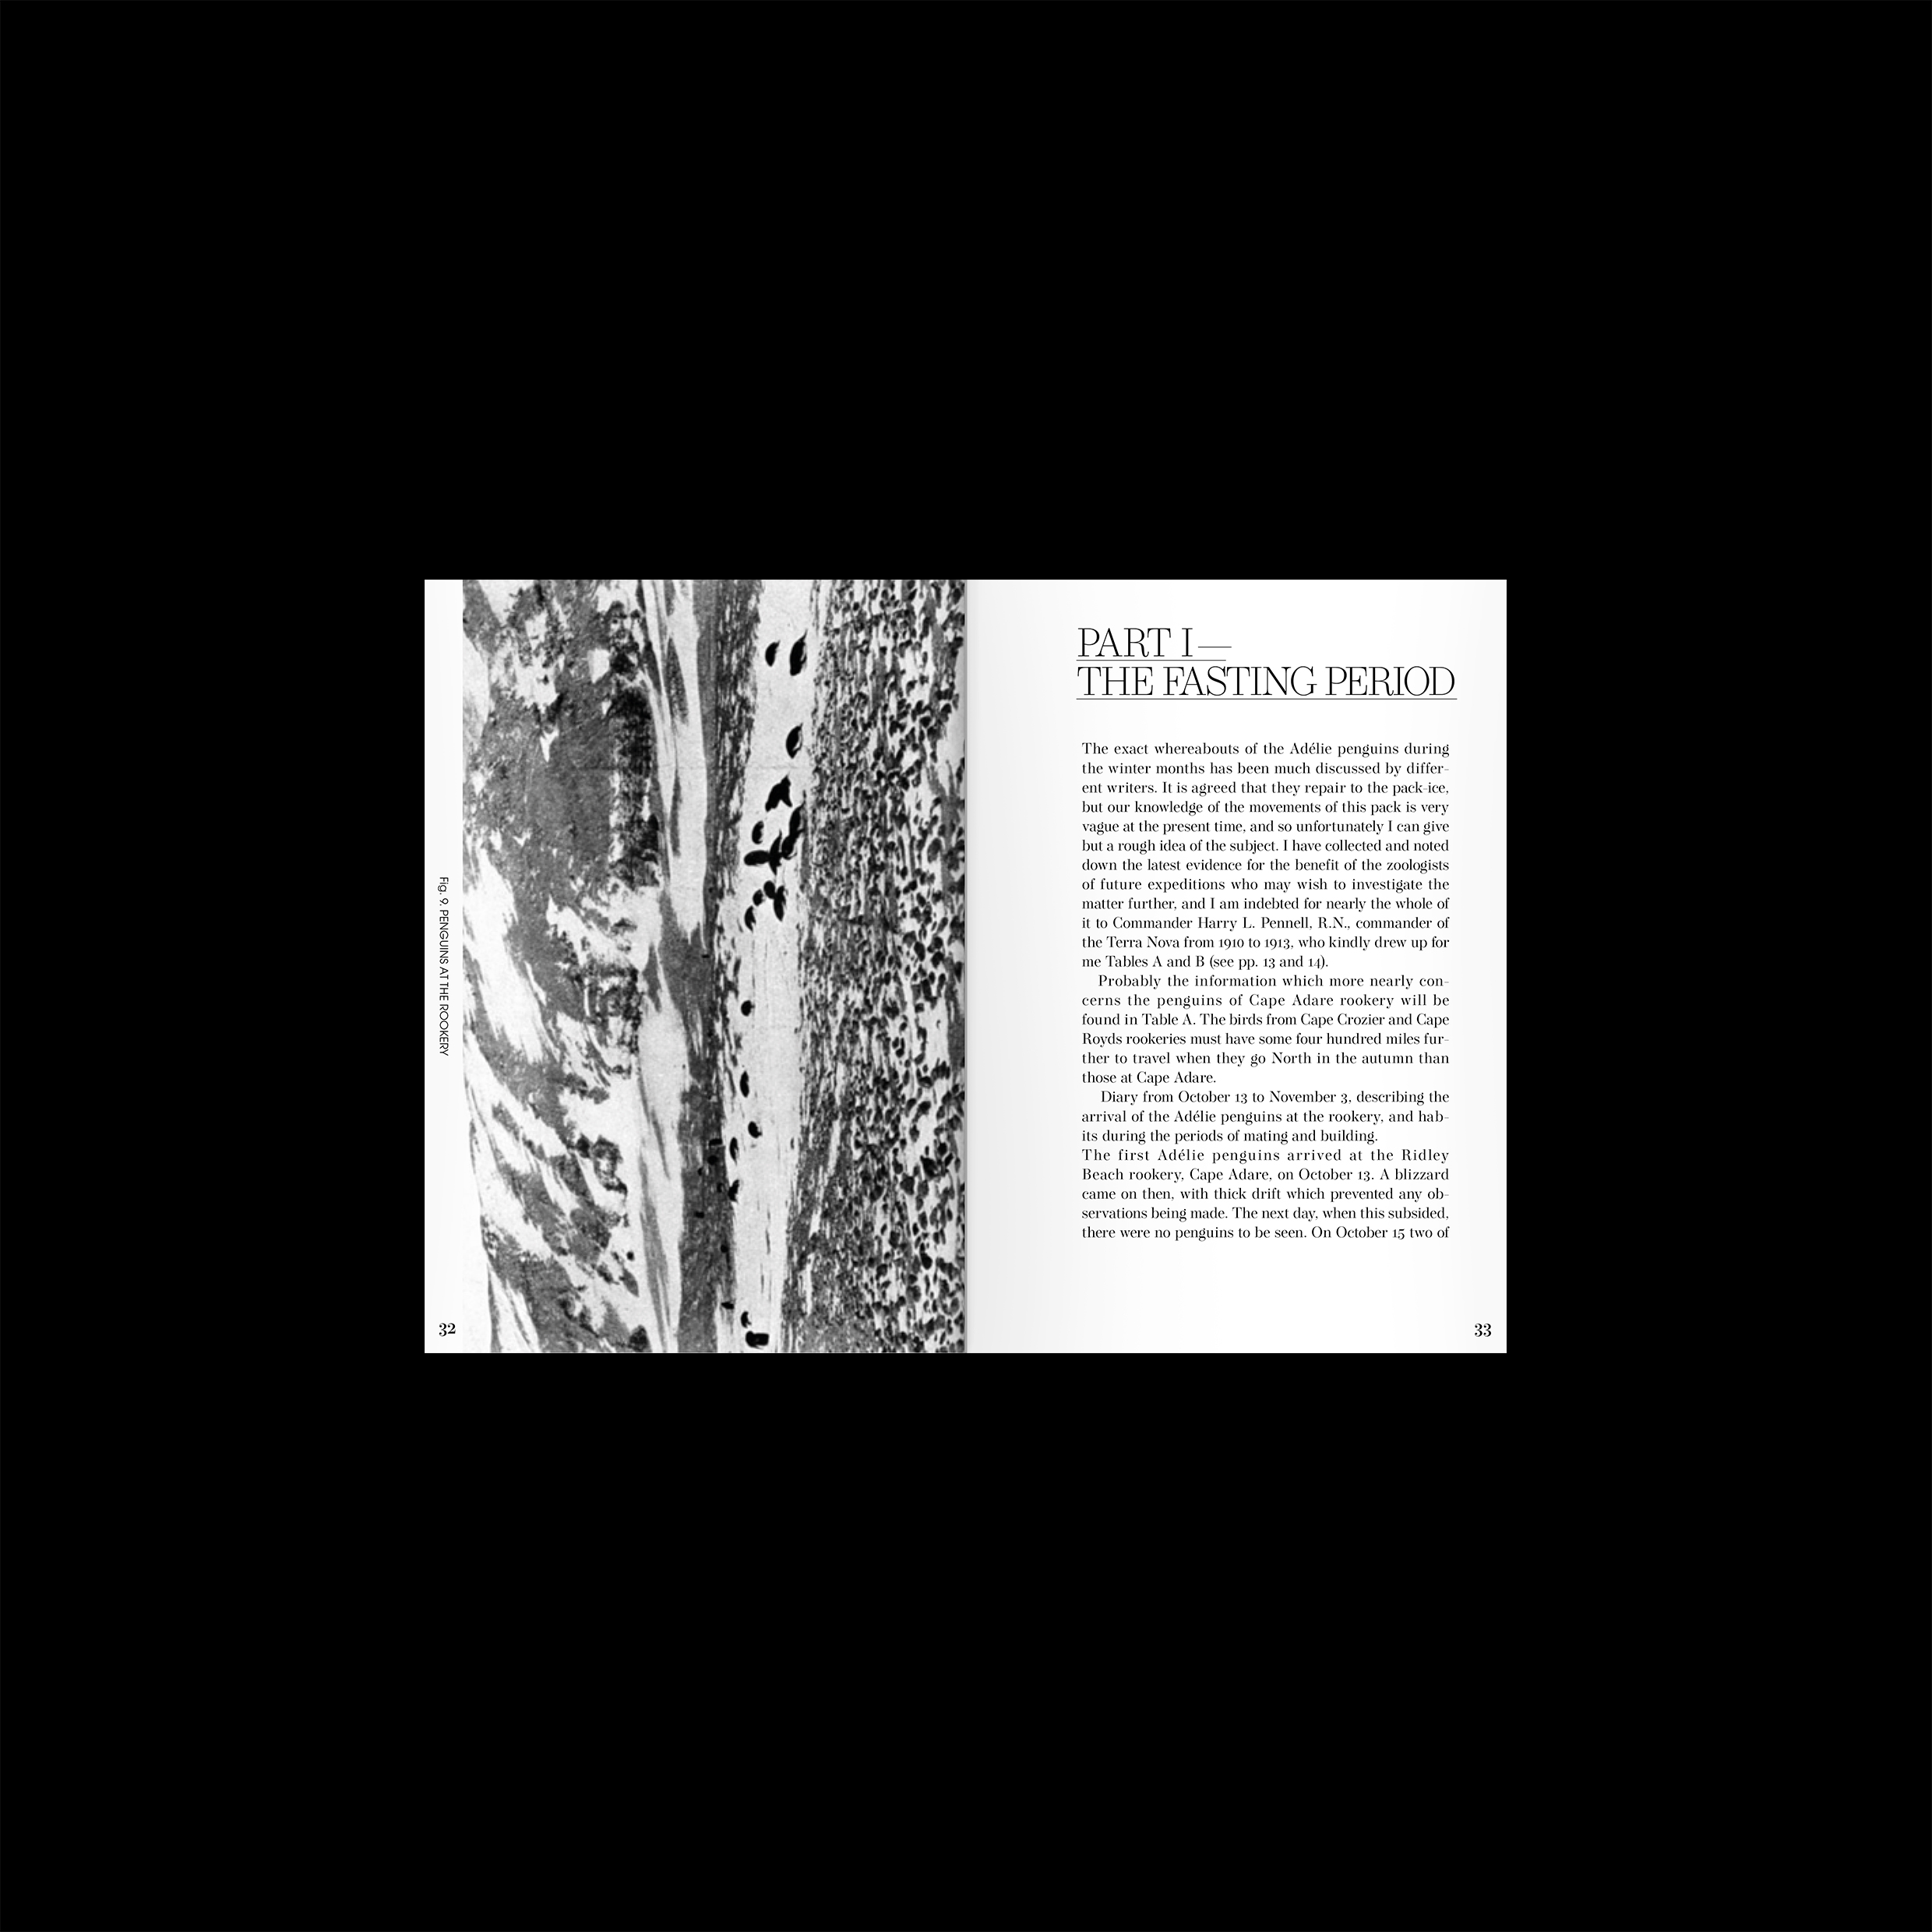 Fig. 9. PENGUINS AT THE ROOKERY
32
PART I—
THE FASTING PERIOD
The exact whereabouts of the Adélie penguins during
the winter months has been much discussed by differ-
ent writers. It is agreed that they repair to the pack-ice,
but our knowledge of the movements of this pack is very
vague at the present time, and so unfortunately I can give
but a rough idea of the subject. I have collected and noted
down the latest evidence for the benefit of the zoologists
of future expeditions who may wish to investigate the
matter further, and I am indebted for nearly the whole of
it to Commander Harry L. Pennell, R.N., commander of
the Terra Nova from 1910 to 1913, who kindly drew up for
me Tables A and B (see pp. 13 and 14).
Probably the information which more nearly con-
cerns the penguins of Cape Adare rookery will be
found in Table A. The birds from Cape Crozier and Cape
Royds rookeries must have some four hundred miles fur-
ther to travel when they go North in the autumn than
those at Cape Adare.
Diary from October 13 to November 3, describing the
arrival of the Adélie penguins at the rookery, and hab-
its during the periods of mating and building.
The first Adélie penguins arrived at the Ridley
Beach rookery, Cape Adare, on October 13. A blizzard
came on then, with thick drift which prevented any ob-
servations being made. The next day, when this subsided,
there were no penguins to be seen. On October 15 two of
33